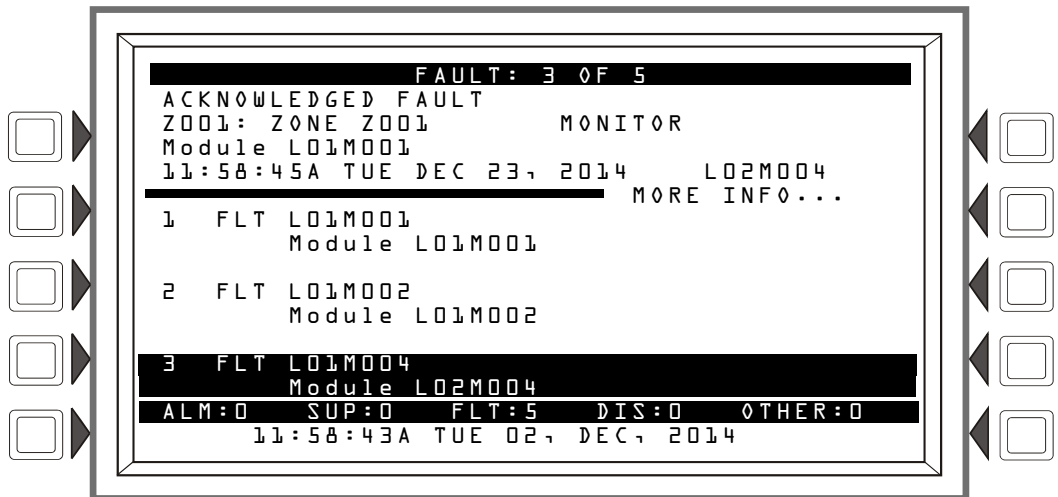 FAULT: 3 OF 5
ACKNOWLEDGED FAULT
Z001: ZONE Z001 MONITOR
Module L01M001
11:58:45A TUE DEC 23, 2014 L02M004
MORE INFO...
1 FLT L01M001
Module L01M001
2 FLT L01M002
Module L01M002
3 FLT L01M004
Module L02M004
ALM:0 SUP:0 FLT:5 DIS:0 OTHER:0
11:58:43A TUE 02, DEC, 2014